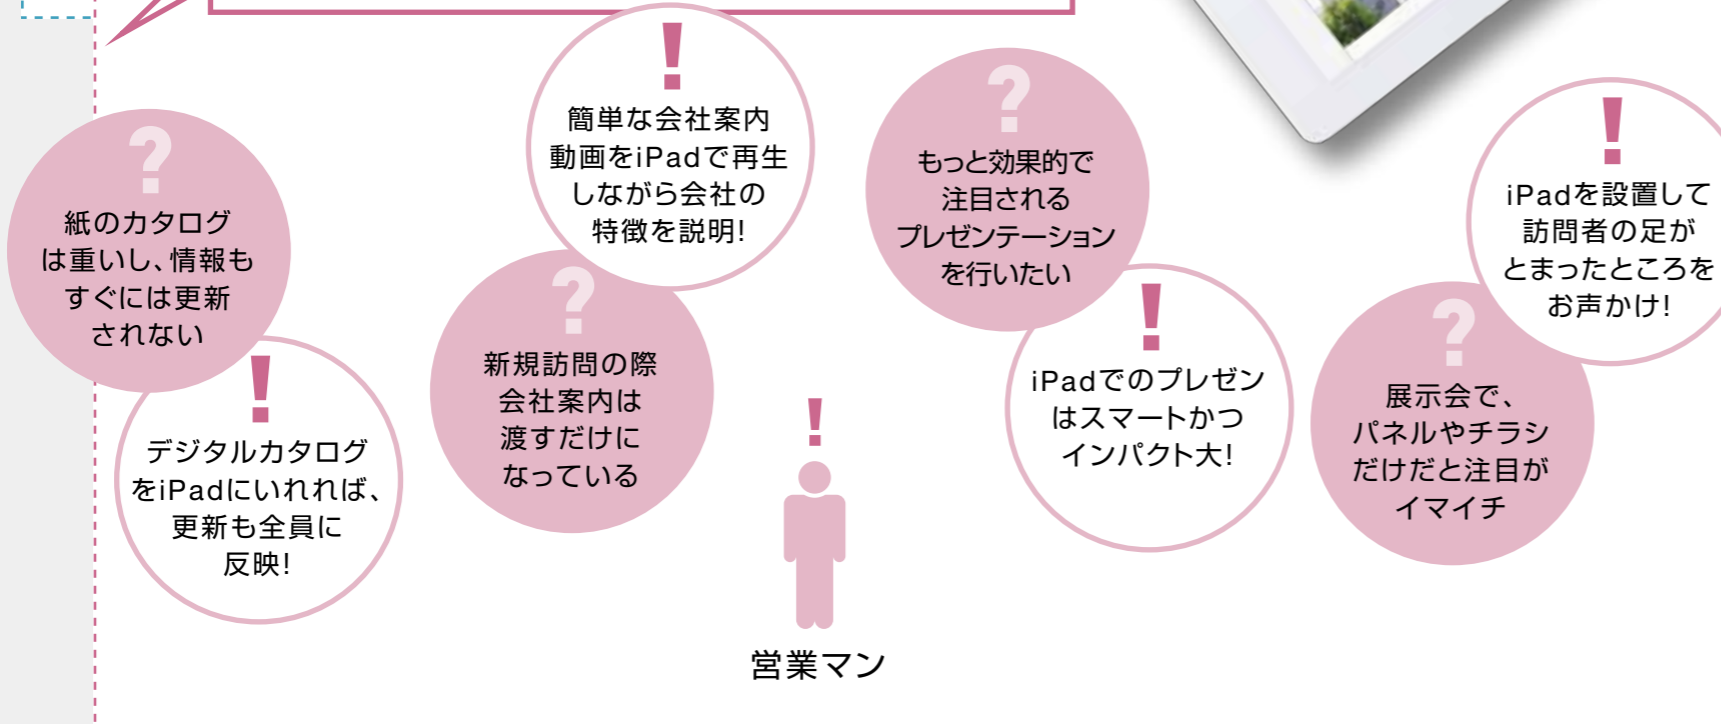 ?
紙のカタログ
は重いし、情報も
すぐには更新
されない
!
デジタルカタログ
をiPadにいれれば、
更新も全員に
反映!
!
簡単な会社案内
動画をiPadで再生
しながら会社の
特徴を説明!
?
新規訪問の際
会社案内は
渡すだけに
なっている
?
もっと効果的で
注目される
プレゼンテーション
を行いたい
!
iPadでのプレゼン
はスマートかつ
インパクト大!
!
iPadを設置して
訪問者の足が
とまったところを
お声かけ!
?
展示会で、
パネルやチラシ
だけだと注目が
イマイチ
!
営業マン